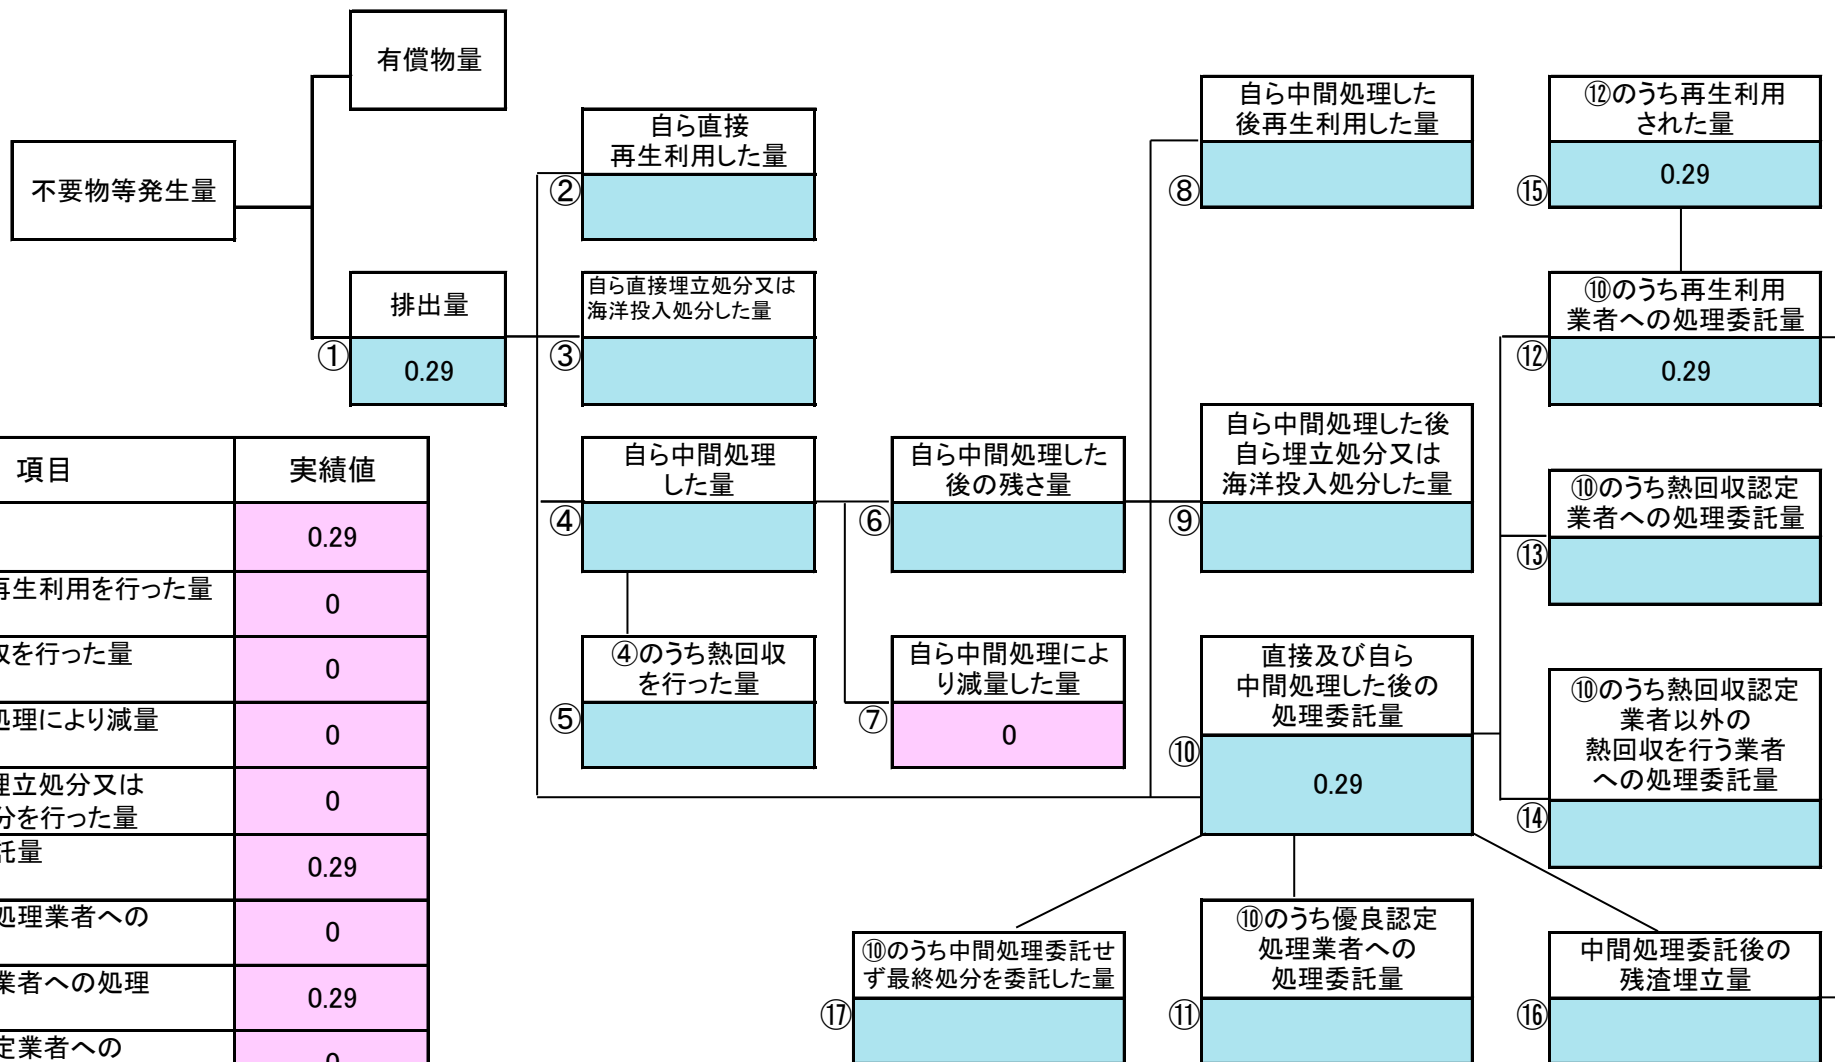 有償物量
不要物等発生量
排出量
①
0.29
自ら直接
再生利用した量
②
自ら直接埋立処分又は
海洋投入処分した量
③
自ら中間処理
した量
④
④のうち熱回収
を行った量
⑤
自ら中間処理した
後の残さ量
⑥
自ら中間処理によ
り減量した量
⑦
0
自ら中間処理した
後再生利用した量
⑧
自ら中間処理した後
自ら埋立処分又は
海洋投入処分した量
⑨
直接及び自ら
中間処理した後の
処理委託量
⑩
0.29
⑫のうち再生利用
された量
⑮
0.29
⑩のうち再生利用
業者への処理委託量
⑫
0.29
⑩のうち熱回収認定
業者への処理委託量
⑬
⑩のうち熱回収認定
業者以外の
熱回収を行う業者
への処理委託量
⑭
⑩のうち中間処理委託せ
ず最終処分を委託した量
⑰
⑩のうち優良認定
処理業者への
処理委託量
⑪
中間処理委託後の
残渣埋立量
⑯
項目 実績値
0.29
再生利用を行った量 0
を行った量 0
処理により減量 0
埋立処分又は
分を行った量 0
託量 0.29
処理業者への 0
業者への処理 0.29
定業者への 0